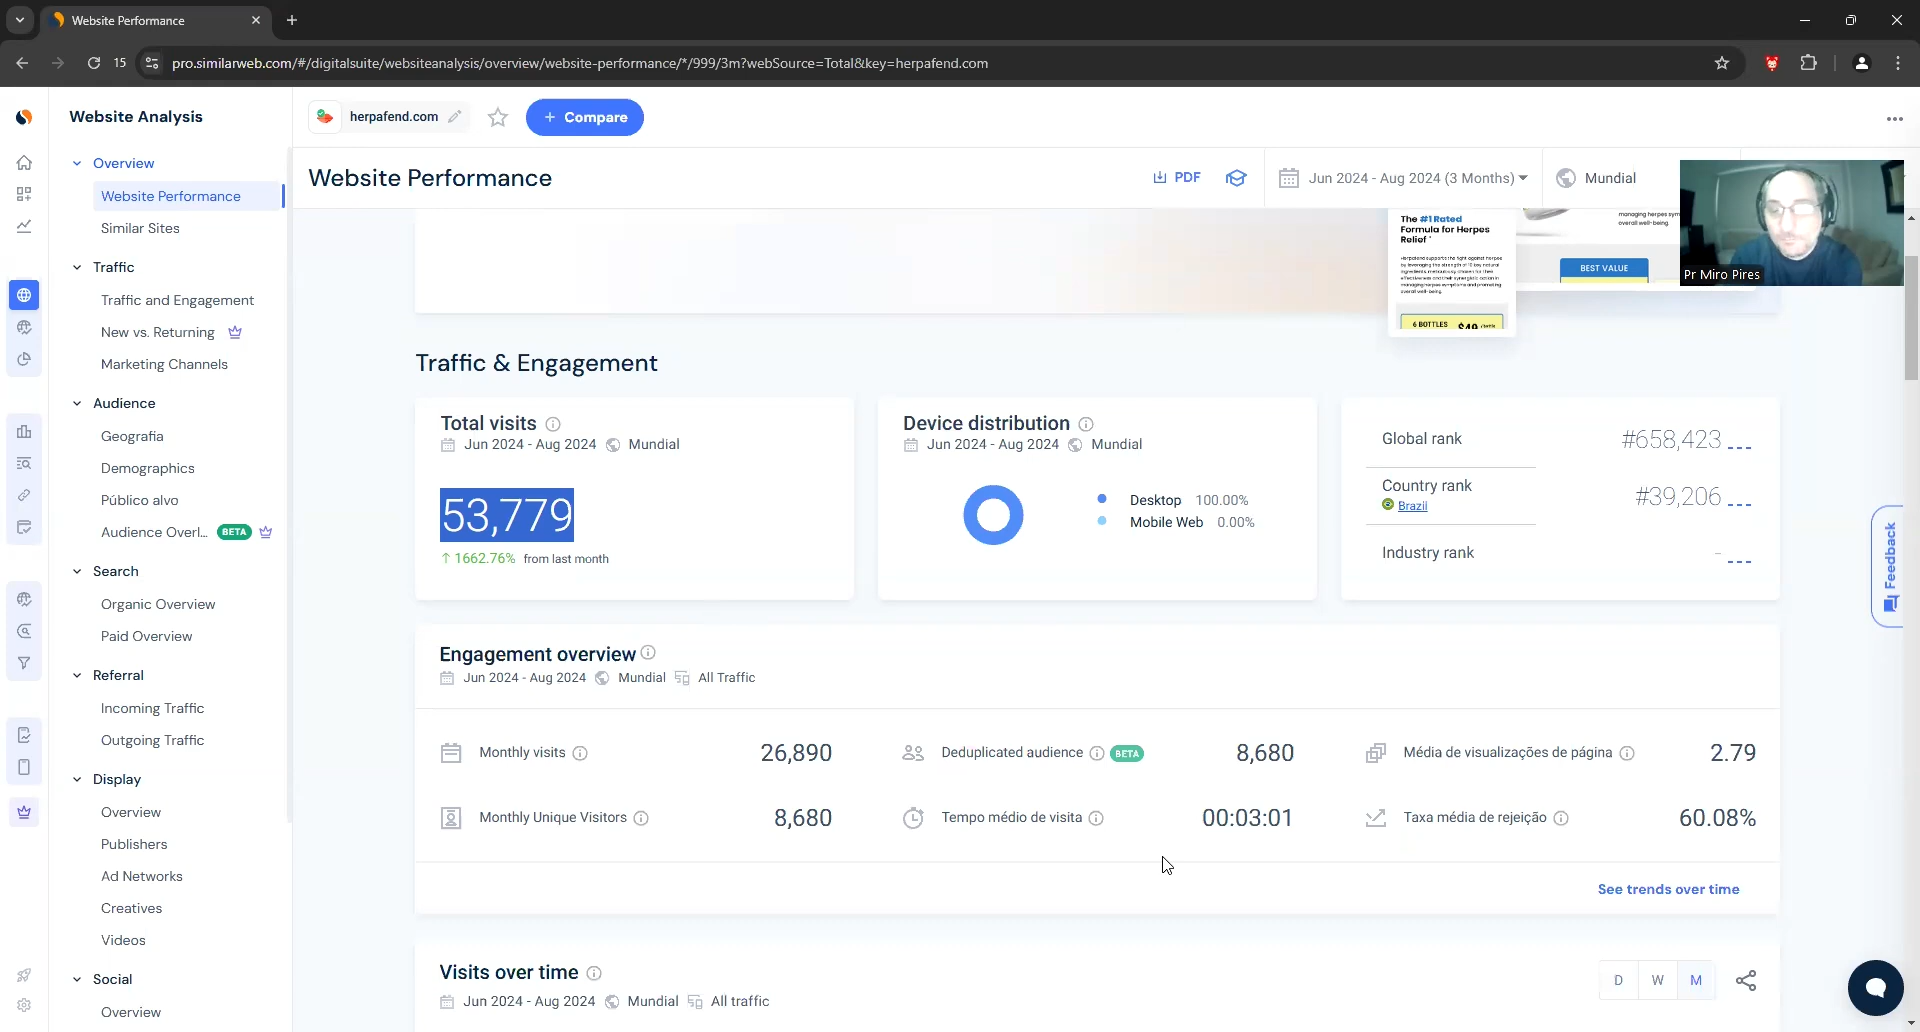 Website Performance
15
pro.similarweb.com/#/digitalsuite/websiteanalysis/overview/website-performance/*/999/3m?webSource=Total&key=herpafend.com
Website Analysis
Overview
Website Performance
Similar Sites
Traffic
Traffic and Engagement
New vs. Returning
Marketing Channels
Audience
Geografia
Demographics
Público alvo
Audience Overl... BETA
Search
Organic Overview
Paid Overview
Referral
Incoming Traffic
Outgoing Traffic
Display
Overview
Publishers
Ad Networks
Creatives
Videos
Social
Overview
herpafend.com
+ Compare
Website Performance
PDF
Jun 2024 - Aug 2024 (3 Months)
Mundial
The #1 Rated
Formula for Herpes
Relief
6 BOTTLES $49
managing herpes sym
overall well-being.
BEST VALUE
Pr Miro Pires
Traffic & Engagement
Total visits
Jun 2024 - Aug 2024 Mundial
53,779
↑ 1662.76% from last month
Device distribution
Jun 2024 - Aug 2024 Mundial
Desktop 100.00%
Mobile Web 0.00%
Global rank #658,423
Country rank #39,206
Brazil
Industry rank -
Engagement overview
Jun 2024 - Aug 2024 Mundial All Traffic
Monthly visits 26,890
Deduplicated audience BETA 8,680
Média de visualizações de página 2.79
Monthly Unique Visitors 8,680
Tempo médio de visita 00:03:01
Taxa média de rejeição 60.08%
See trends over time
Visits over time
Jun 2024 - Aug 2024 Mundial All traffic
D W M
Feedback